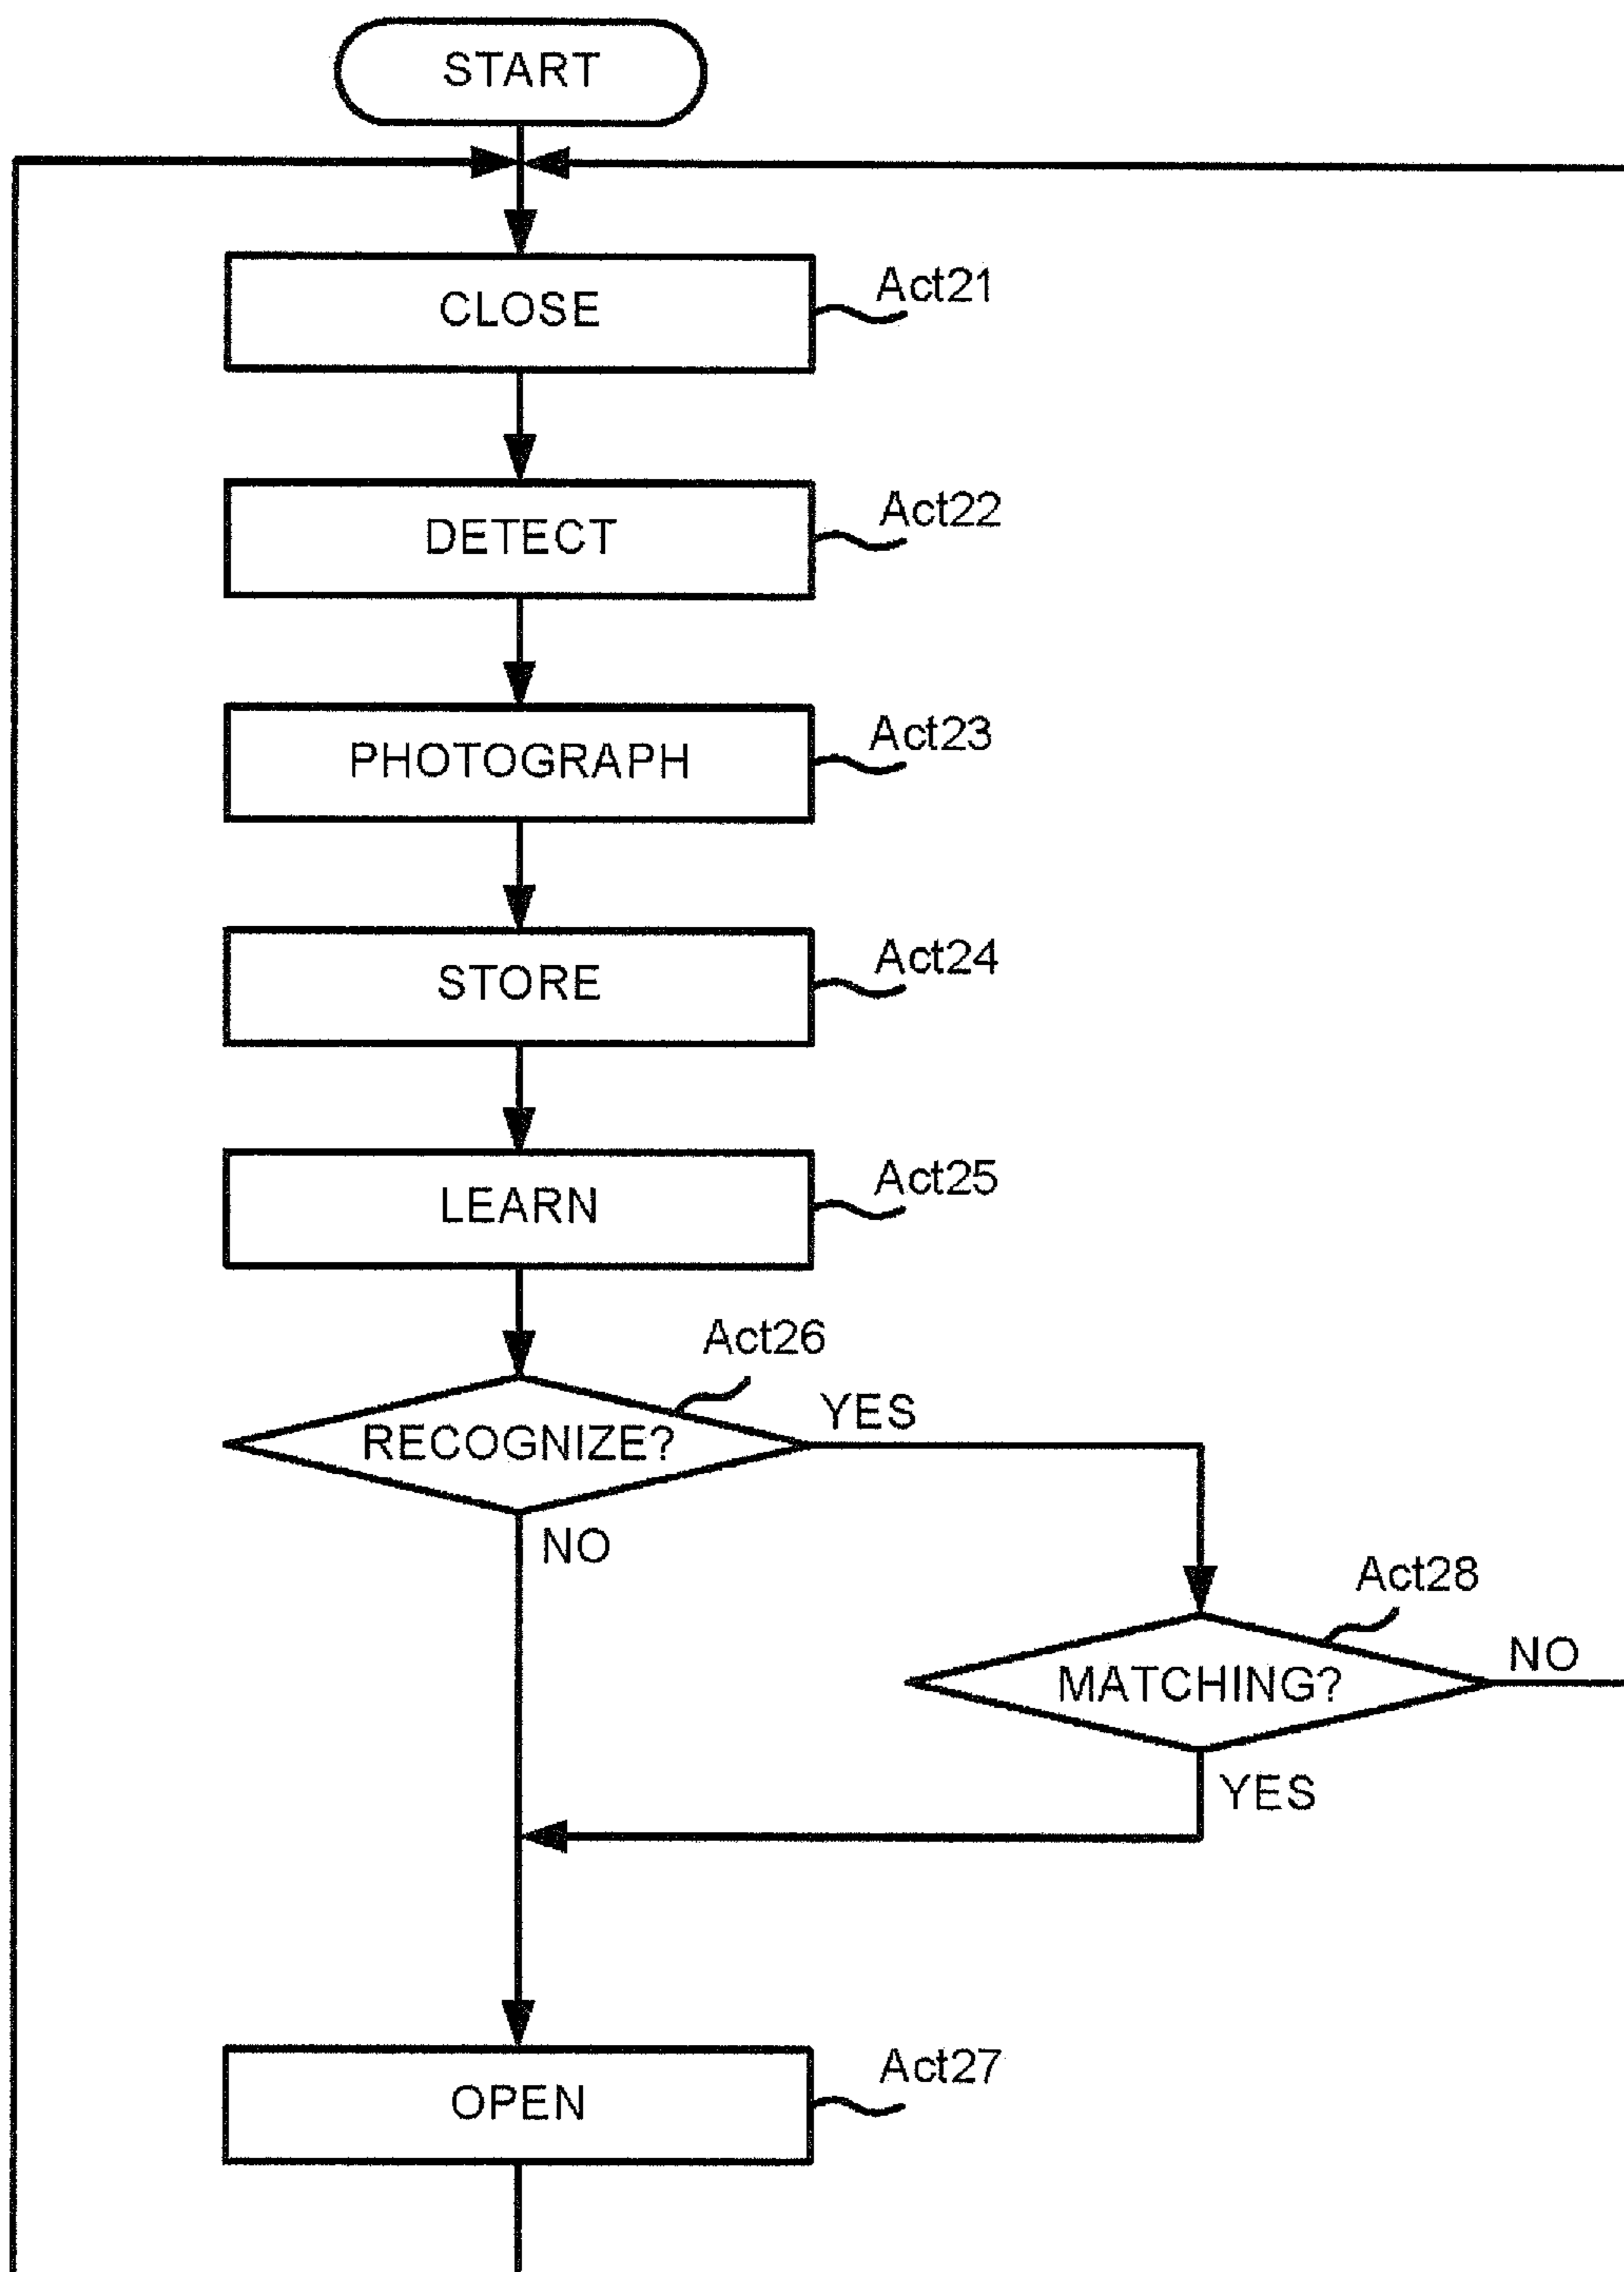 START
CLOSE
Act21
DETECT
Act22
PHOTOGRAPH
Act23
STORE
Act24
LEARN
Act25
Act26
RECOGNIZE?
YES
NO
Act28
MATCHING?
NO
YES
OPEN
Act27